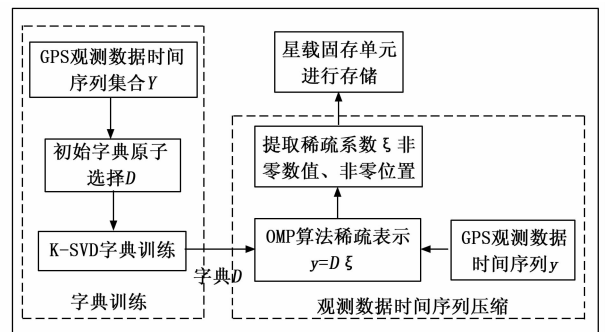 GPS观测数据时间
序列集合Y
初始字典原子
选择D
K-SVD字典训练
字典训练
字典D
星载固存单元
进行存储
提取稀疏系数ξ非
零数值、非零位置
OMP算法稀疏表示
y=Dξ
GPS观测数据
时间序列y
观测数据时间序列压缩